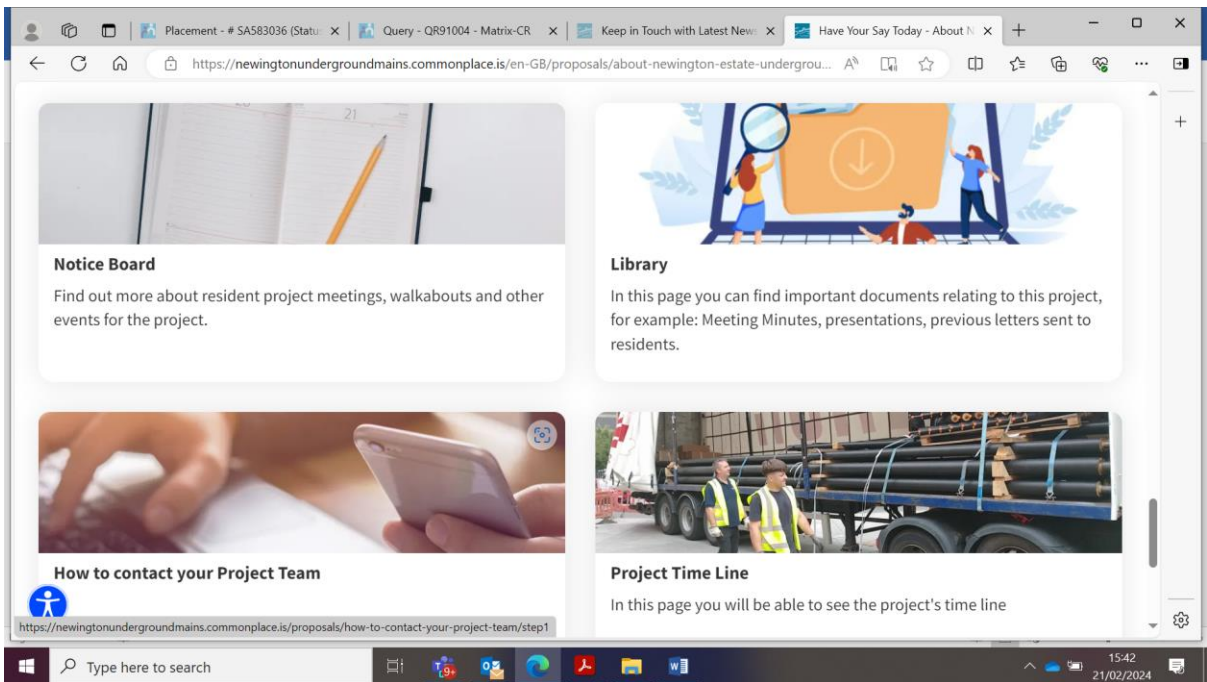 Placement - # SA583036 (Statu
Query - QR91004 - Matrix-CR
Keep in Touch with Latest New
Have Your Say Today - About N
https://newingtonundergroundmains.commonplace.is/en-GB/proposals/about-newington-estate-undergrou...
21
Notice Board
Find out more about resident project meetings, walkabouts and other
events for the project.
Library
In this page you can find important documents relating to this project,
for example: Meeting Minutes, presentations, previous letters sent to
residents.
How to contact your Project Team
Project Time Line
In this page you will be able to see the project's time line
https://newingtonundergroundmains.commonplace.is/proposals/how-to-contact-your-project-team/step1
Type here to search
9+
15:42
21/02/2024